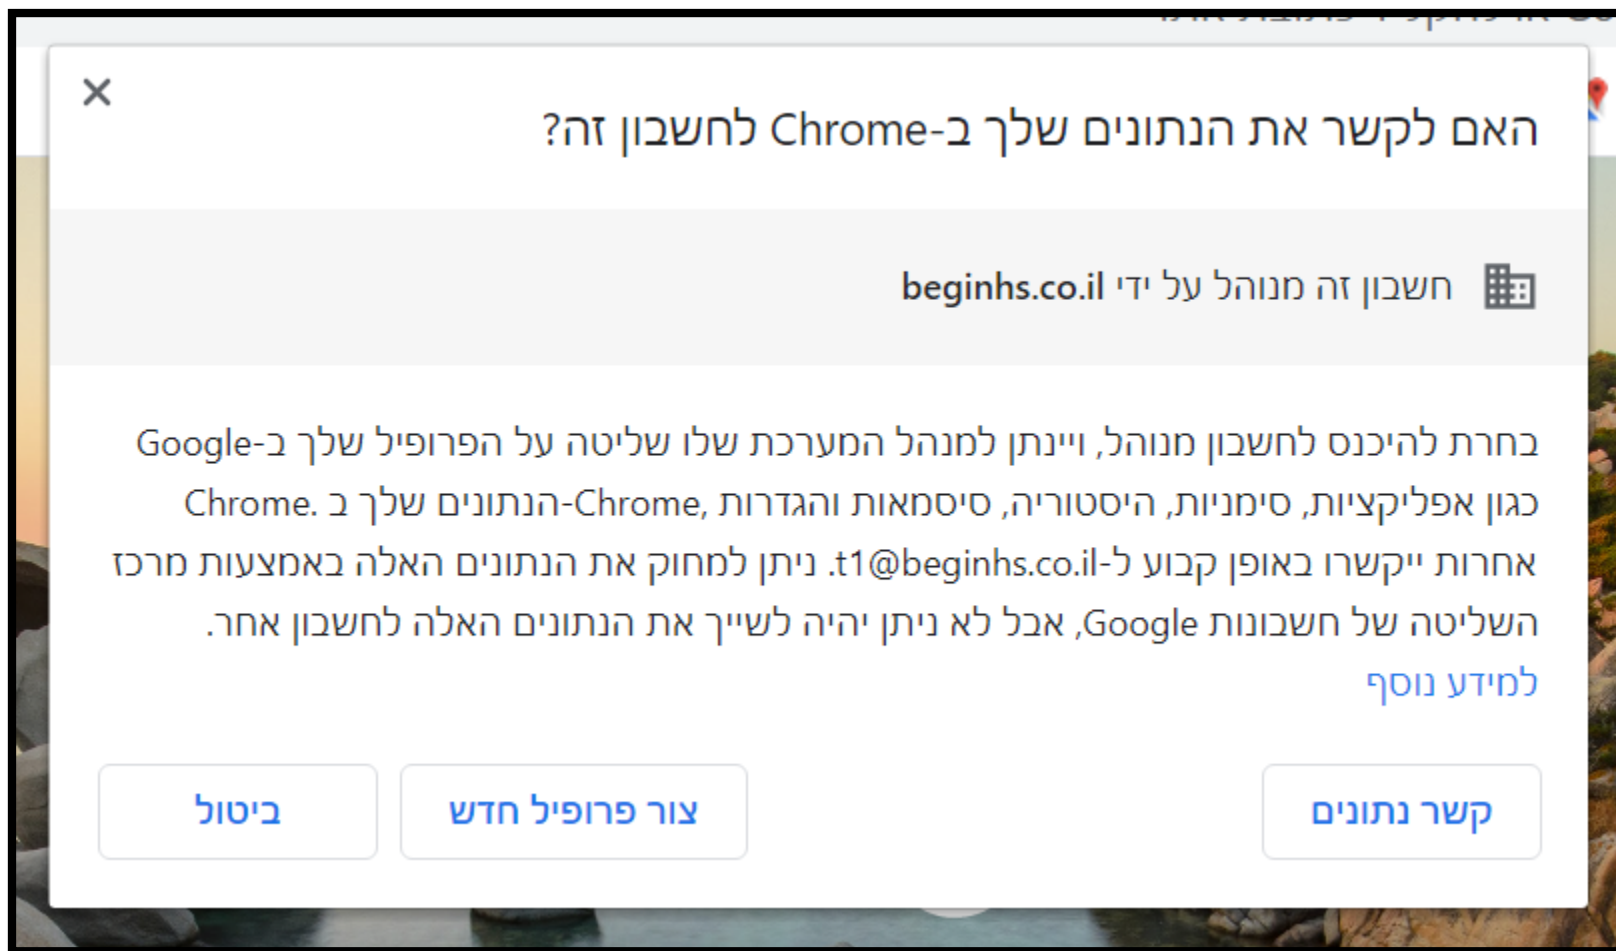 האם לקשר את הנתונים שלך ב-Chrome לחשבון זה?
חשבון זה מנוהל על ידי beginhs.co.il
בחרת להיכנס לחשבון מנוהל, ויינתן למנהל המערכת שלו שליטה על הפרופיל שלך ב-Google
כגון אפליקציות, סימניות, היסטוריה, סיסמאות והגדרות ,Chrome-הנתונים שלך ב .Chrome
אחרות ייקשרו באופן קבוע ל-t1@beginhs.co.il. ניתן למחוק את הנתונים האלה באמצעות מרכז
השליטה של חשבונות Google, אבל לא ניתן יהיה לשייך את הנתונים האלה לחשבון אחר.
למידע נוסף
קשר נתונים
צור פרופיל חדש
ביטול